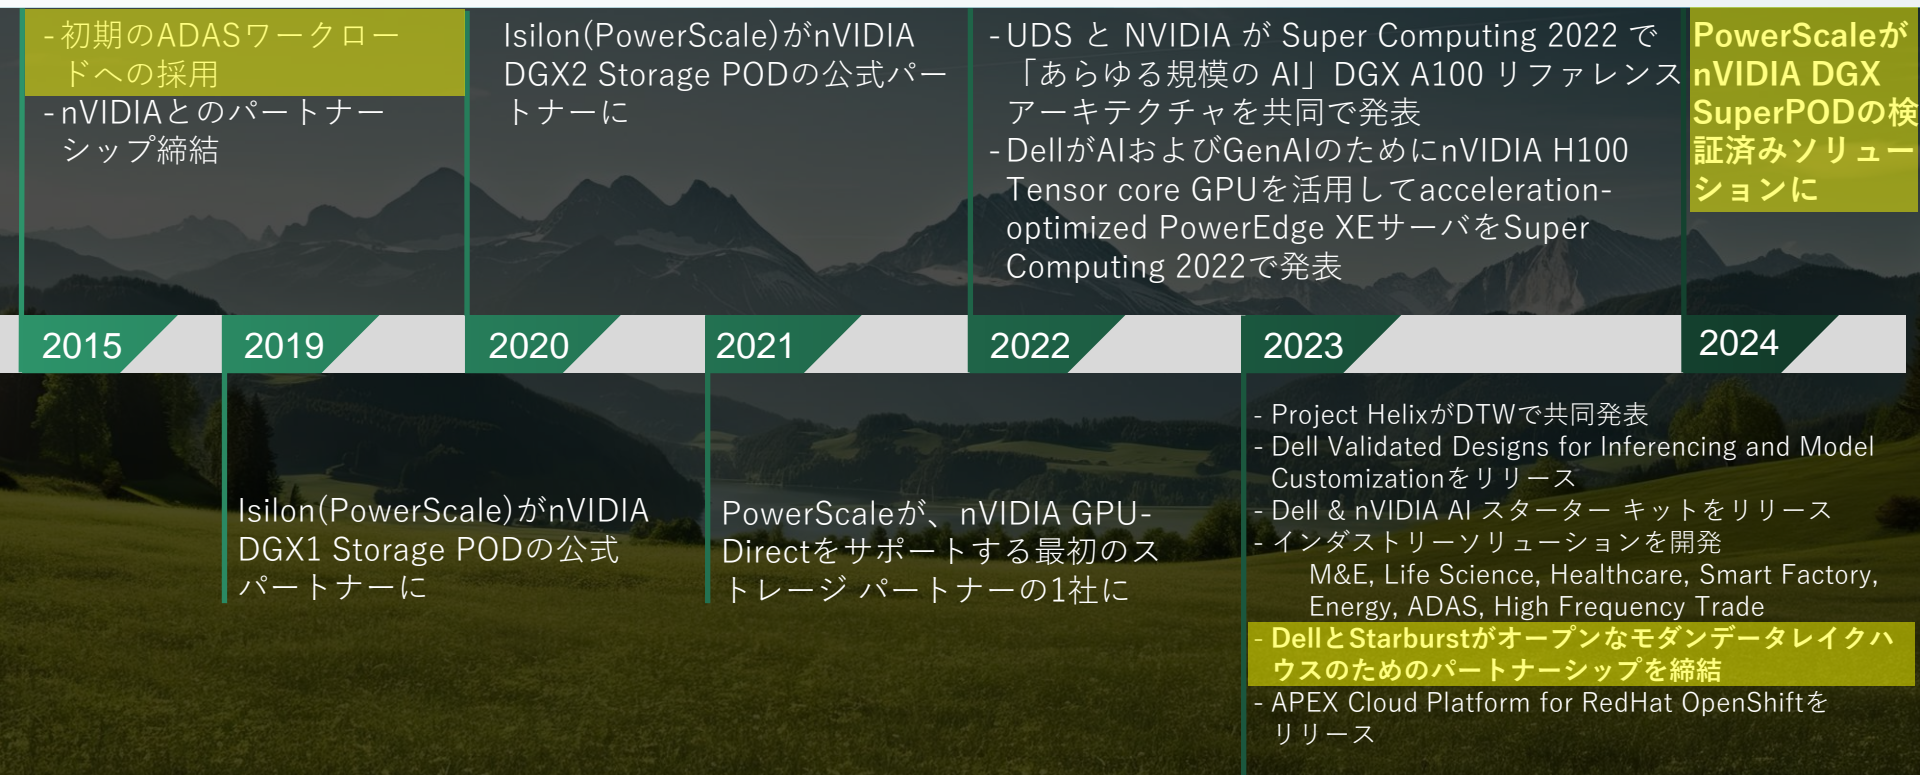 -初期のADASワークロー
ドへの採用
-nVIDIAとのパートナー
シップ締結
Isilon(PowerScale)がnVIDIA
DGX2 Storage PODの公式パー
トナーに
-UDS と NVIDIA が Super Computing 2022 で
「あらゆる規模の AI」DGX A100 リファレンス
アーキテクチャを共同で発表
-DellがAIおよびGenAIのためにnVIDIA H100
Tensor core GPUを活用してacceleration-
optimized PowerEdge XEサーバをSuper
Computing 2022で発表
PowerScaleが
nVIDIA DGX
SuperPODの検
証済みソリュー
ションに
2015
2019
2020
2021
2022
2023
2024
Isilon(PowerScale)がnVIDIA
DGX1 Storage PODの公式
パートナーに
PowerScaleが、nVIDIA GPU-
Directをサポートする最初のス
トレージ パートナーの1社に
- Project HelixがDTWで共同発表
- Dell Validated Designs for Inferencing and Model
Customizationをリリース
- Dell & nVIDIA AI スターター キットをリリース
- インダストリーソリューションを開発
M&E, Life Science, Healthcare, Smart Factory,
Energy, ADAS, High Frequency Trade
- DellとStarburstがオープンなモダンデータレイクハ
ウスのためのパートナーシップを締結
- APEX Cloud Platform for RedHat OpenShiftを
リリース